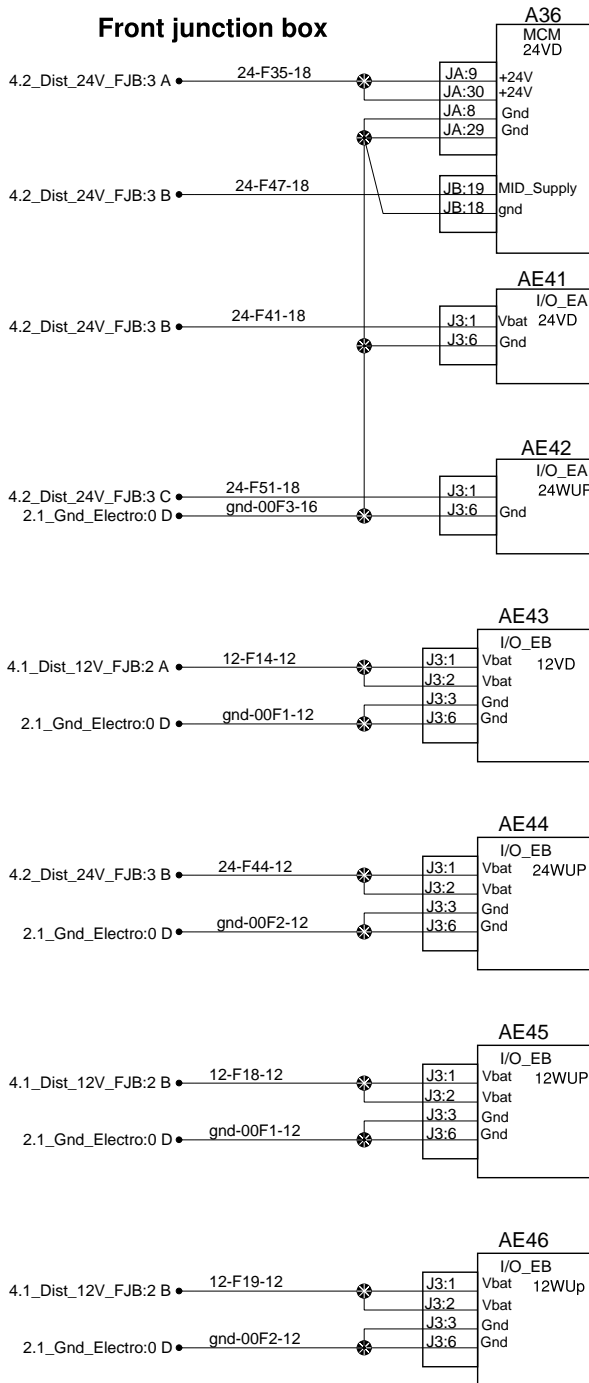 Front junction box
A36
MCM
24VD
4.2_Dist_24V_FJB:3 A 24-F35-18 JA:9 +24V
JA:30 +24V
JA:8 Gnd
JA:29 Gnd
4.2_Dist_24V_FJB:3 B 24-F47-18 JB:19 MID_Supply
JB:18 gnd
AE41
I/O_EA
4.2_Dist_24V_FJB:3 B 24-F41-18 J3:1 Vbat 24VD
J3:6 Gnd
AE42
I/O_EA
4.2_Dist_24V_FJB:3 C 24-F51-18 J3:1 24WUP
2.1_Gnd_Electro:0 D gnd-00F3-16 J3:6 Gnd
AE43
I/O_EB
4.1_Dist_12V_FJB:2 A 12-F14-12 J3:1 Vbat 12VD
J3:2 Vbat
J3:3 Gnd
2.1_Gnd_Electro:0 D gnd-00F1-12 J3:6 Gnd
AE44
I/O_EB
4.2_Dist_24V_FJB:3 B 24-F44-12 J3:1 Vbat 24WUP
J3:2 Vbat
J3:3 Gnd
2.1_Gnd_Electro:0 D gnd-00F2-12 J3:6 Gnd
AE45
I/O_EB
4.1_Dist_12V_FJB:2 B 12-F18-12 J3:1 Vbat 12WUP
J3:2 Vbat
J3:3 Gnd
2.1_Gnd_Electro:0 D gnd-00F1-12 J3:6 Gnd
AE46
I/O_EB
4.1_Dist_12V_FJB:2 B 12-F19-12 J3:1 Vbat 12WUp
J3:2 Vbat
J3:3 Gnd
2.1_Gnd_Electro:0 D gnd-00F2-12 J3:6 Gnd